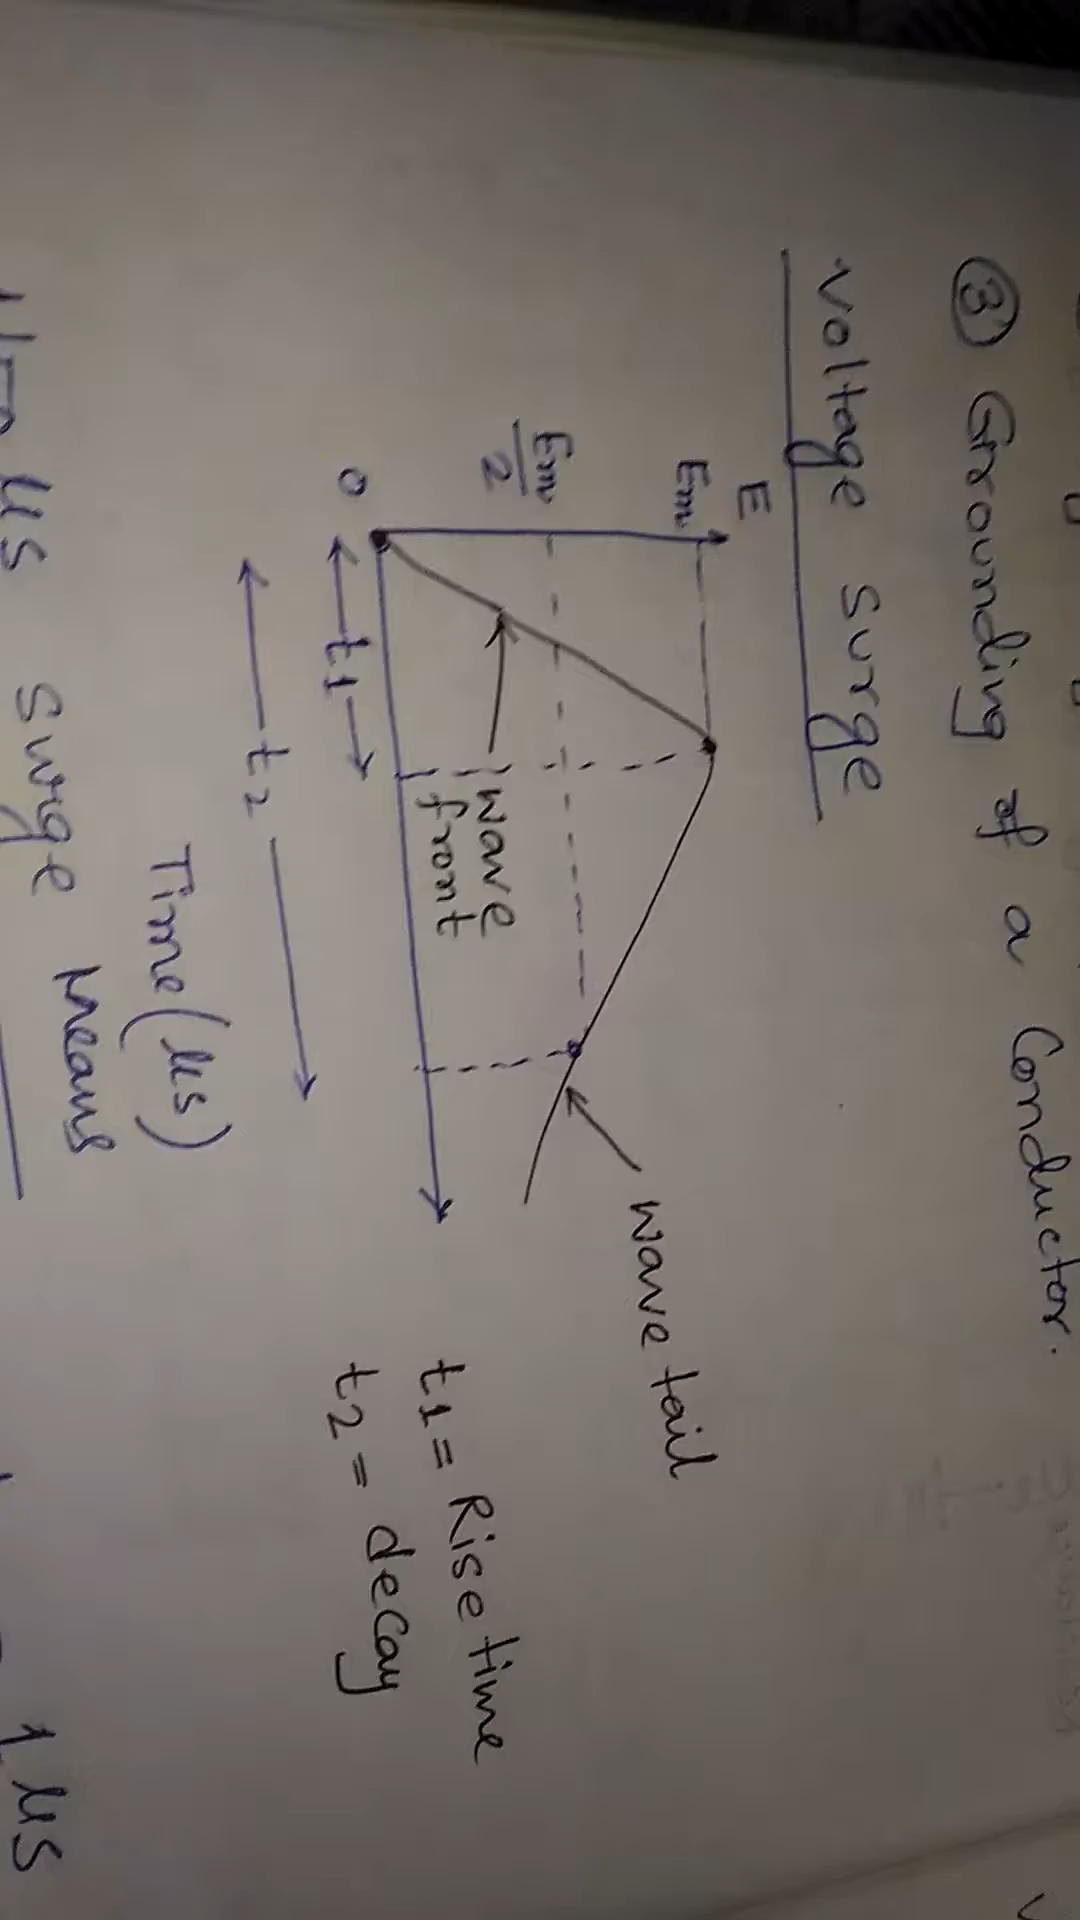 ③ Grounding of a Conductor.
Voltage Surge
E
Em
Em
2
0
wave tail
wave
front
t1
t2
Time (μs)
t1 = Rise time
t2 = decay
μs Surge Means
1 μs